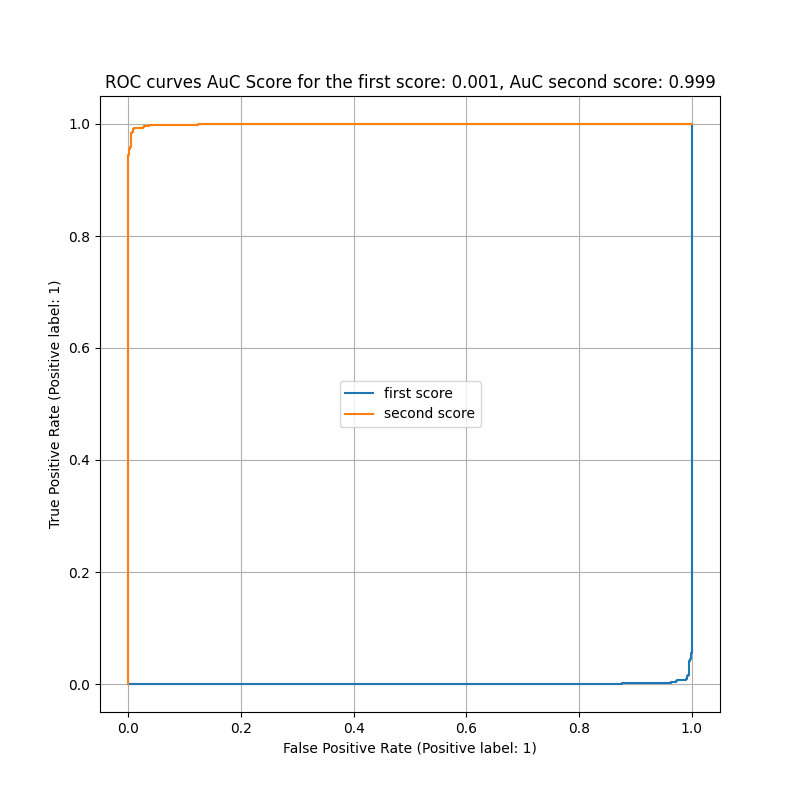 ROC curves AuC Score for the first score: 0.001, AuC second score: 0.999
1.0
0.8
0.6
0.4
0.2
0.0
True Positive Rate (Positive label: 1)
first score
second score
0.0 0.2 0.4 0.6 0.8 1.0
False Positive Rate (Positive label: 1)